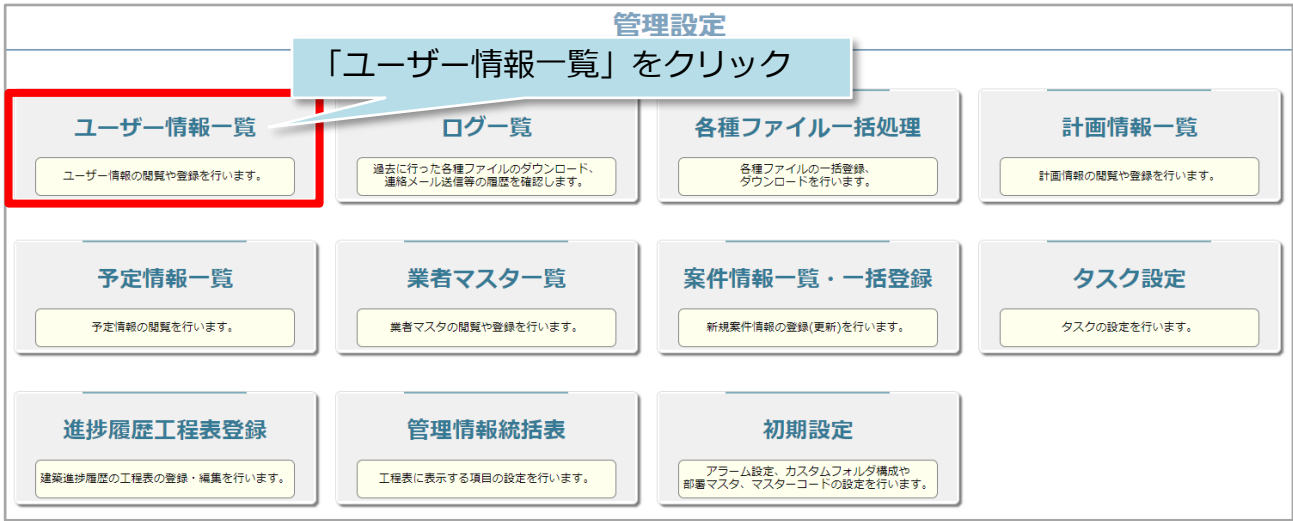 管理設定
「ユーザー情報一覧」をクリック
ユーザー情報一覧
ユーザー情報の閲覧や登録を行います。
ログ一覧
過去に行った各種ファイルのダウンロード、
連絡メール送信等の履歴を確認します。
各種ファイル一括処理
各種ファイルの一括登録、
ダウンロードを行います。
計画情報一覧
計画情報の閲覧や登録を行います。
予定情報一覧
予定情報の閲覧を行います。
業者マスタ一覧
業者マスタの閲覧や登録を行います。
案件情報一覧・一括登録
新規案件情報の登録(更新)を行います。
タスク設定
タスクの設定を行います。
進捗履歴工程表登録
建築進捗履歴の工程表の登録・編集を行います。
管理情報統括表
工程表に表示する項目の設定を行います。
初期設定
アラーム設定、カスタムフォルダ構成や
部署マスタ、マスターコードの設定を行います。